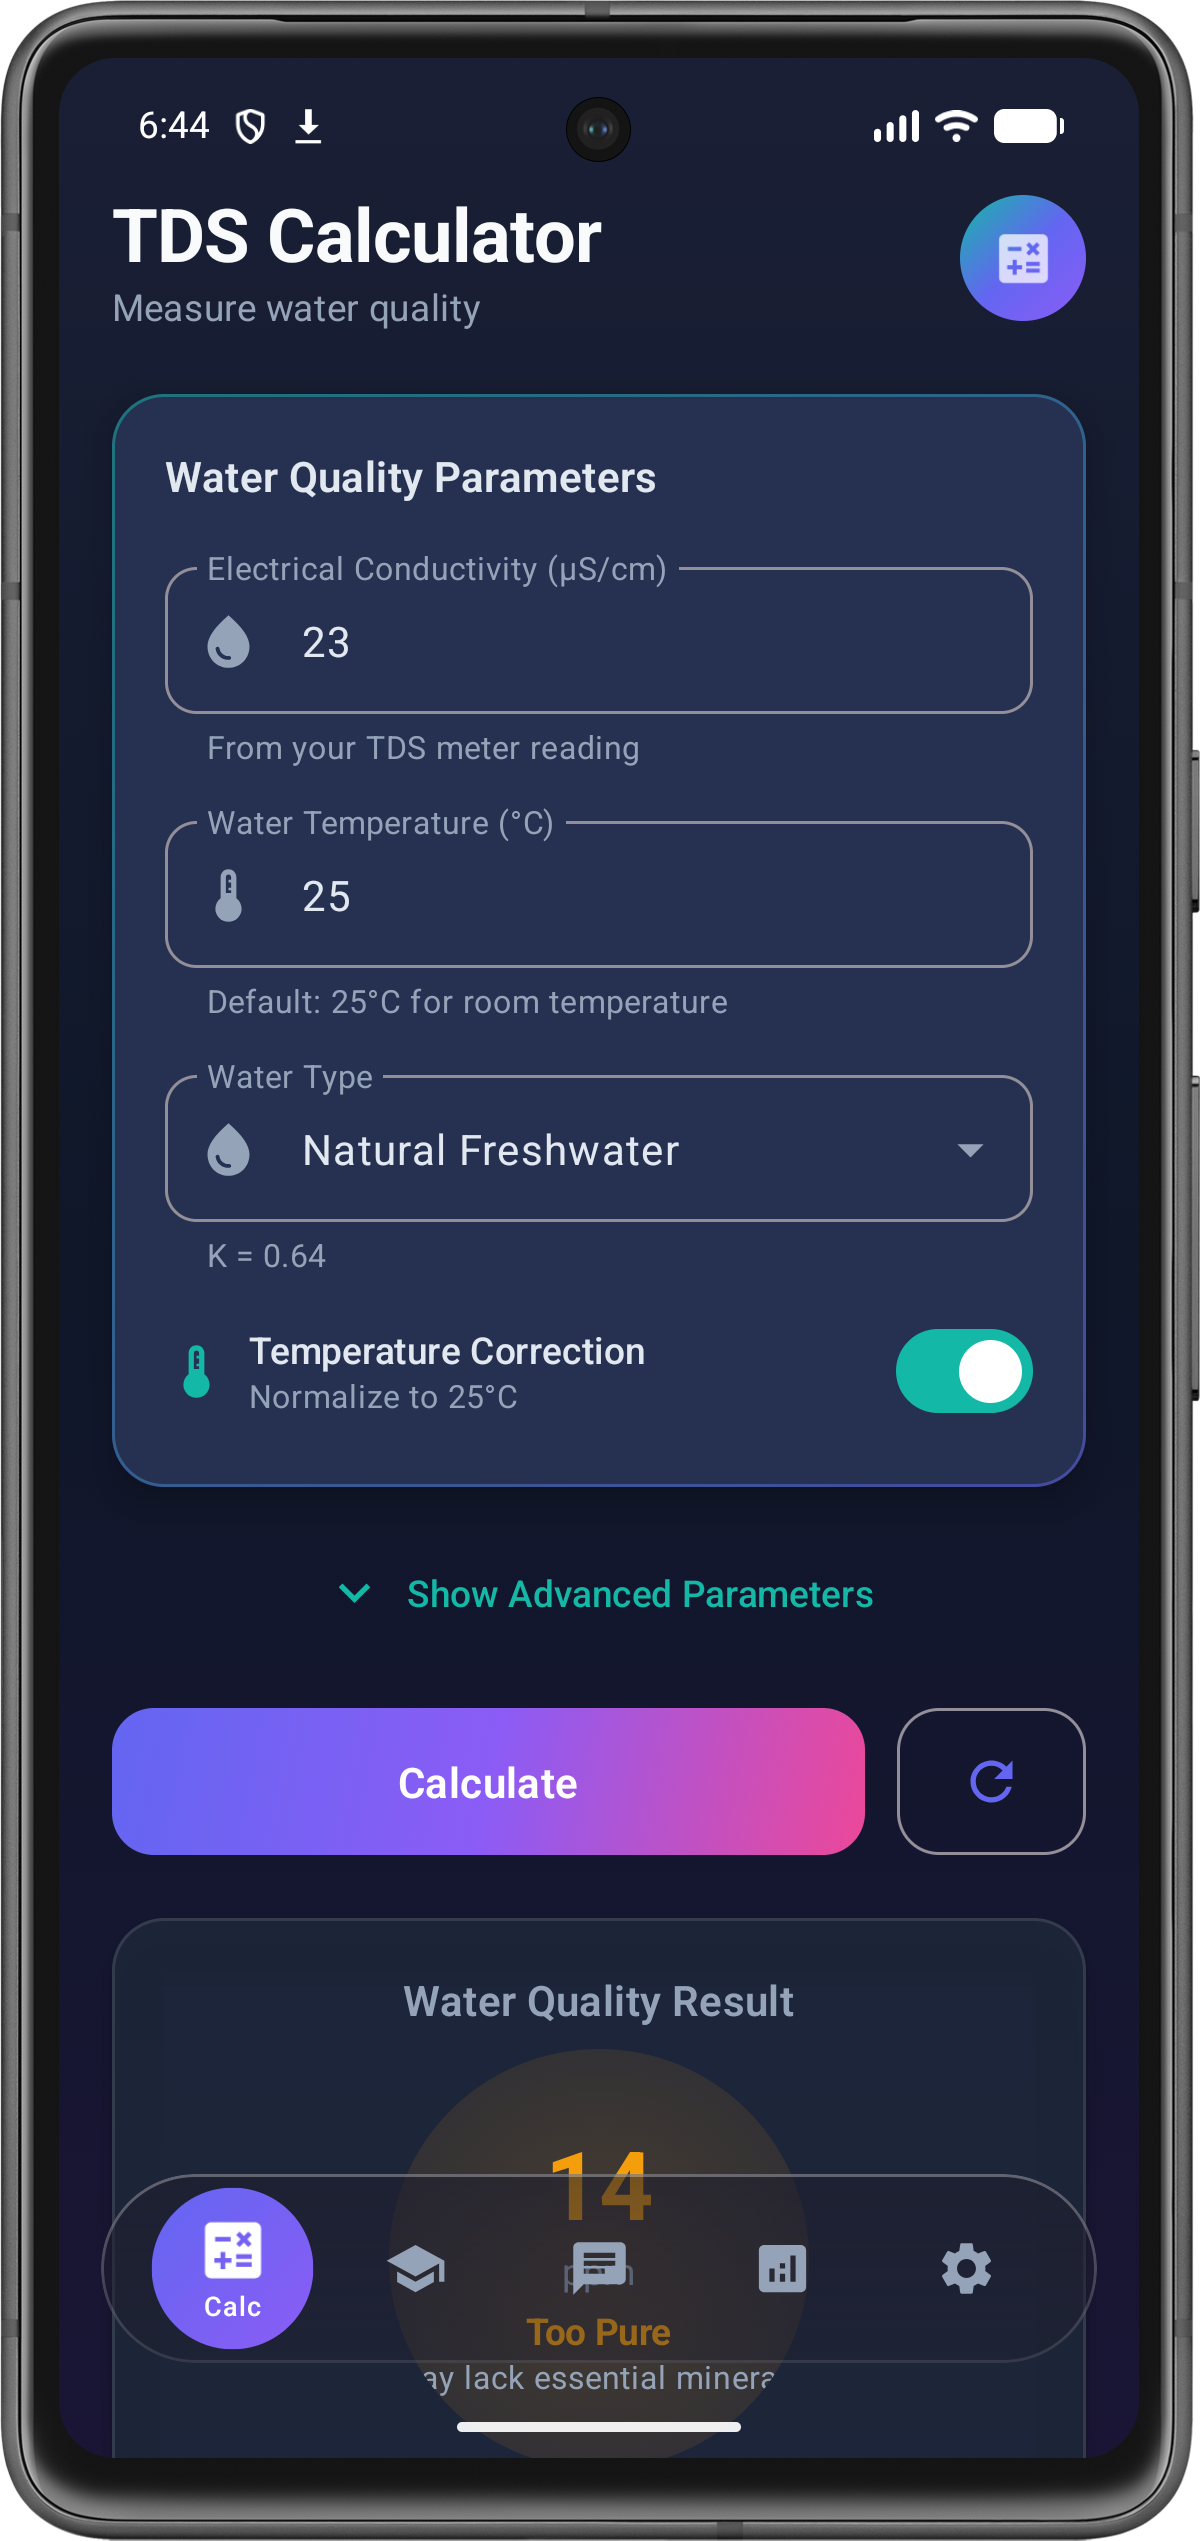 6:44
TDS Calculator
Measure water quality
Water Quality Parameters
Electrical Conductivity (µS/cm)
23
From your TDS meter reading
Water Temperature (°C)
25
Default: 25°C for room temperature
Water Type
Natural Freshwater
K = 0.64
Temperature Correction
Normalize to 25°C
Show Advanced Parameters
Calculate
Water Quality Result
14
ppm
Calc
Too Pure
ay lack essential minera